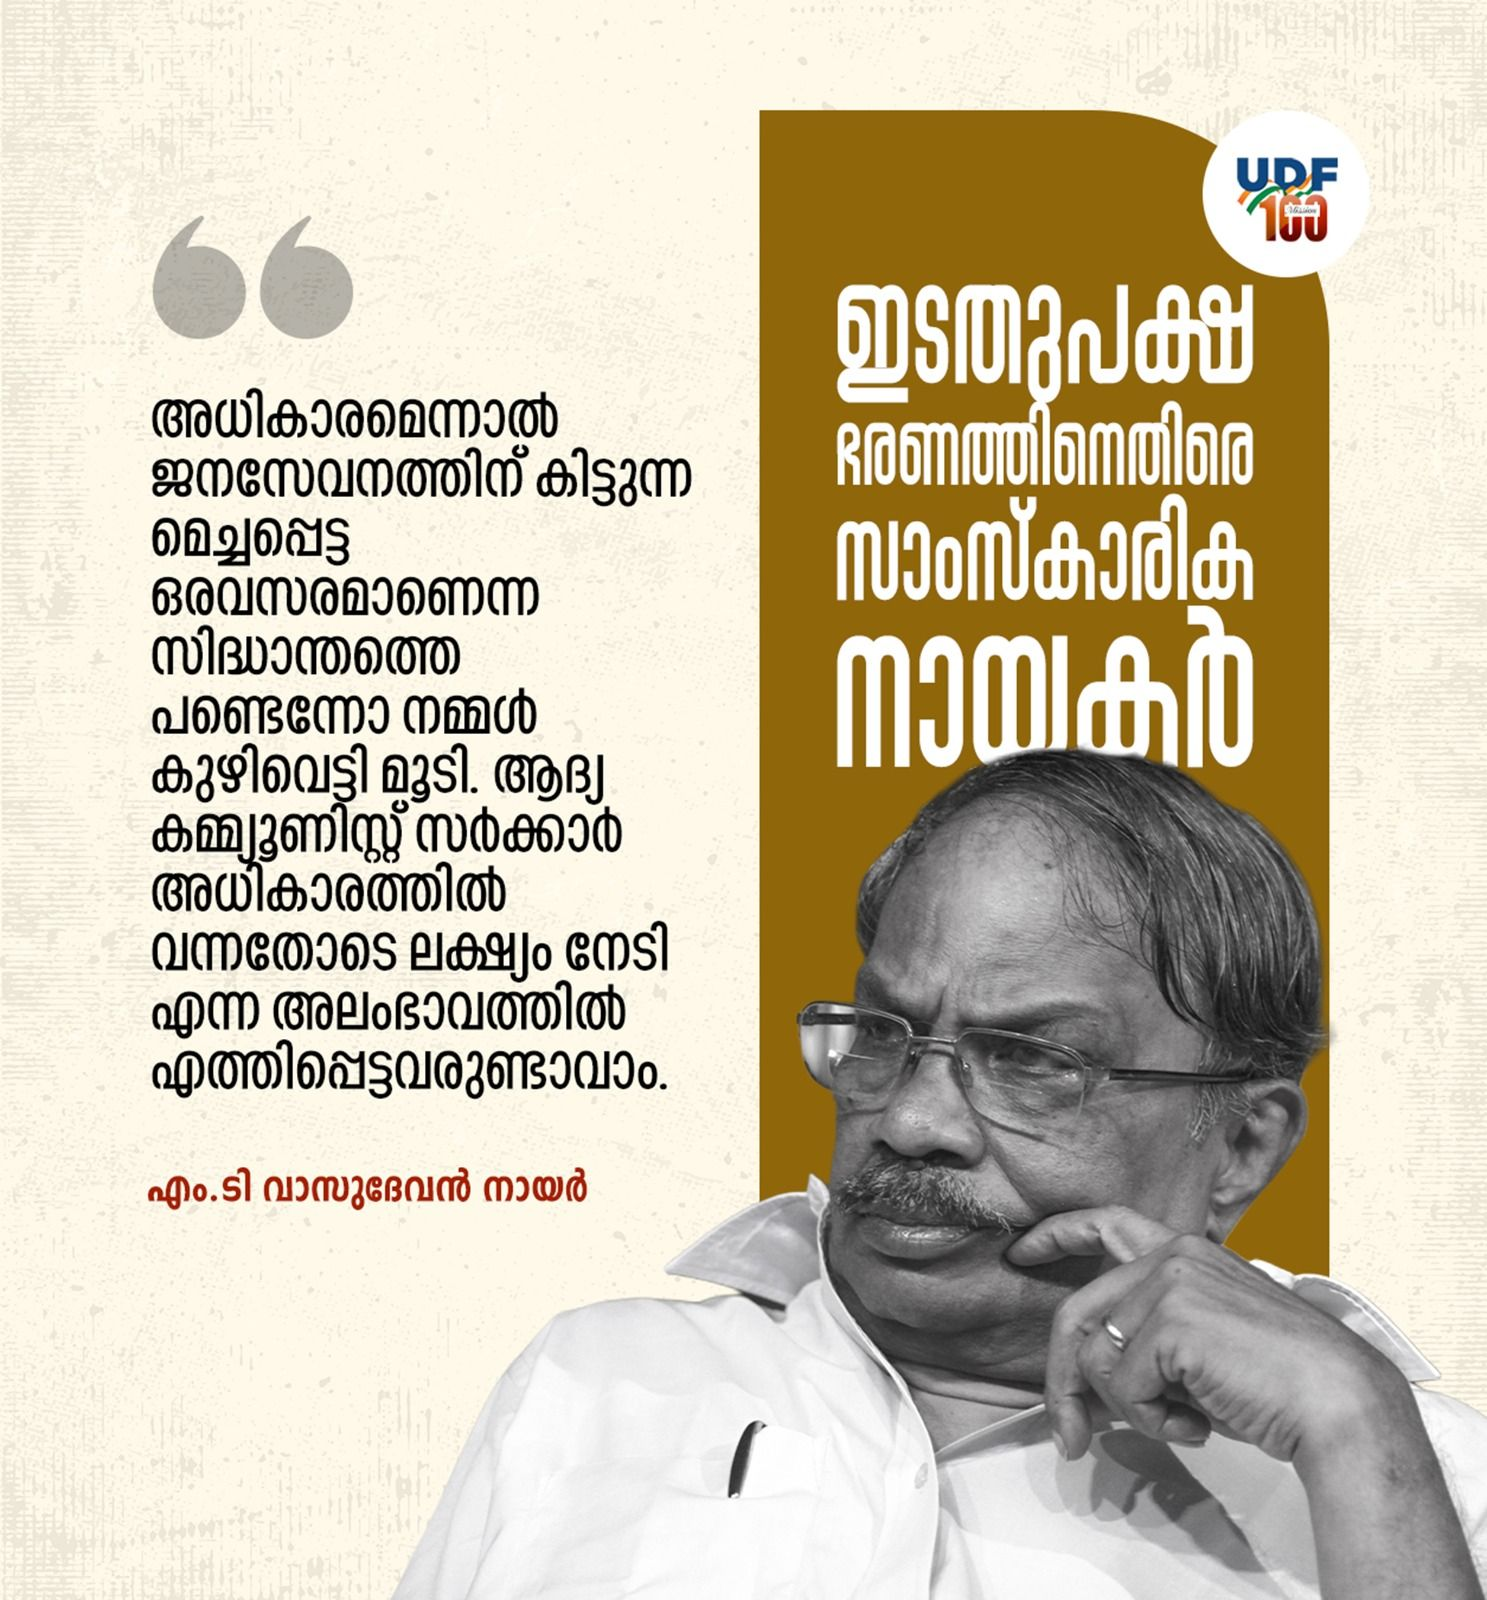 അധികാരമെന്നാൽ
ജനസേവനത്തിന് കിട്ടുന്ന
മെച്ചപ്പെട്ട
ഒരവസരമാണെന്ന
സിദ്ധാന്തത്തെ
പണ്ടെന്നോ നമ്മൾ
കുഴിവെട്ടി മൂടി. ആദ്യ
കമ്മ്യൂണിസ്റ്റ് സർക്കാർ
അധികാരത്തിൽ
വന്നതോടെ ലക്ഷ്യം നേടി
എന്ന അലംഭാവത്തിൽ
എത്തിപ്പെട്ടവരുണ്ടാവാം.
എം.ടി വാസുദേവൻ നായർ
UDF
Mission
100
ഇടതുപക്ഷ
ഭരണത്തിനെതിരെ
സാംസ്കാരിക
നായകർ